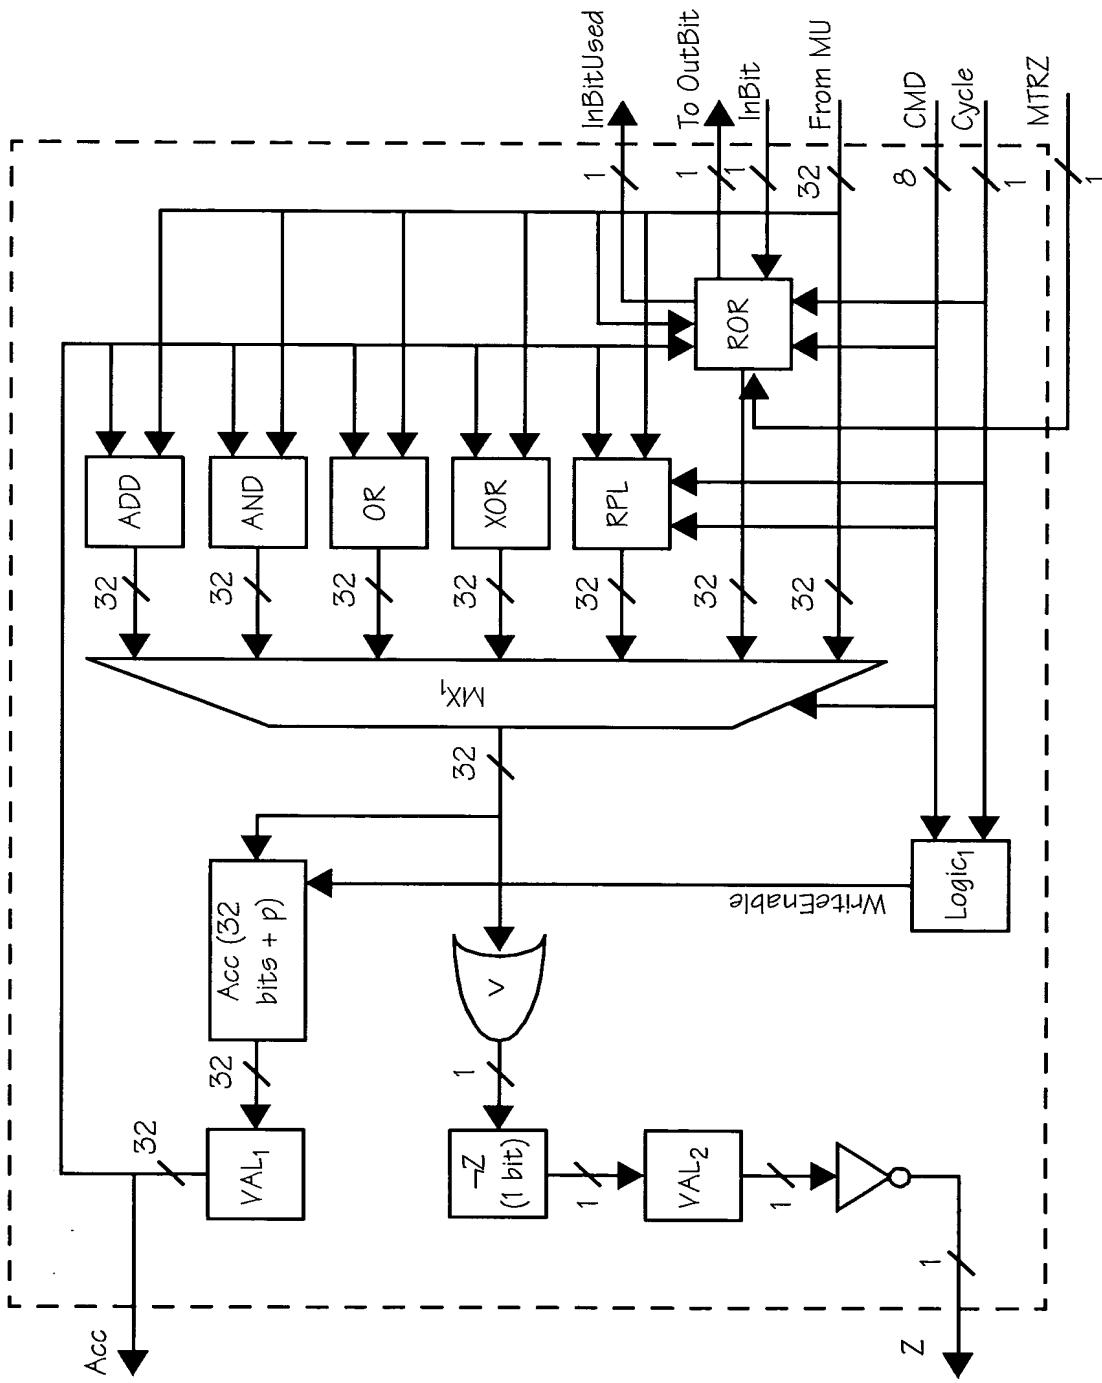 InBitUsed
To OutBit
InBit
From MU
CMD
Cycle
MTRZ
1
1
1
32
8
1
1
ROR
ADD
AND
OR
XOR
RPL
32
32
32
32
32
32
32
MX1
32
WriteEnable
Logic1
Acc (32
bits + p)
V
32
1
32
VAL1
¬Z
(1 bit)
1
VAL2
1
1
Acc
Z